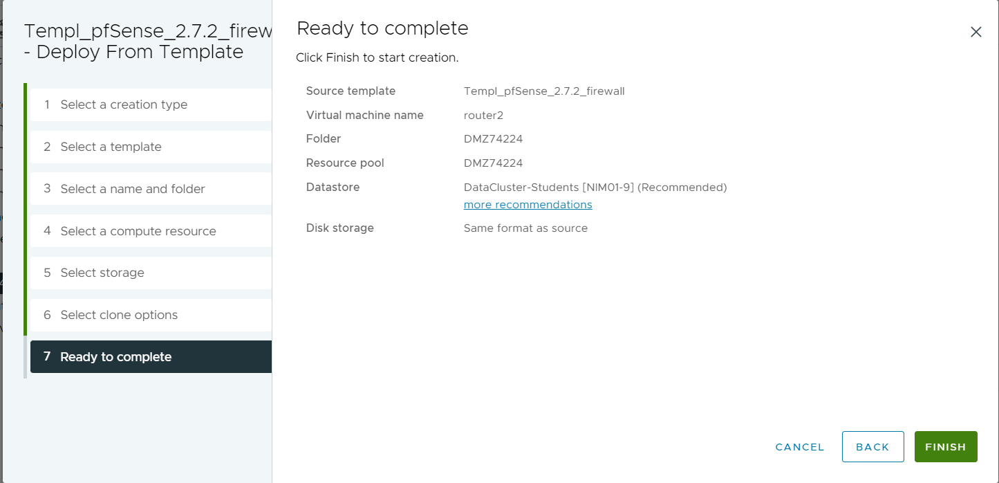 Templ_pfSense_2.7.2_firew
- Deploy From Template
1 Select a creation type
2 Select a template
3 Select a name and folder
4 Select a compute resource
5 Select storage
6 Select clone options
7 Ready to complete
Ready to complete
Click Finish to start creation.
Source template Templ_pfSense_2.7.2_firewall
Virtual machine name router2
Folder DMZ74224
Resource pool DMZ74224
Datastore DataCluster-Students [NIM01-9] (Recommended)
more recommendations
Disk storage Same format as source
CANCEL BACK FINISH